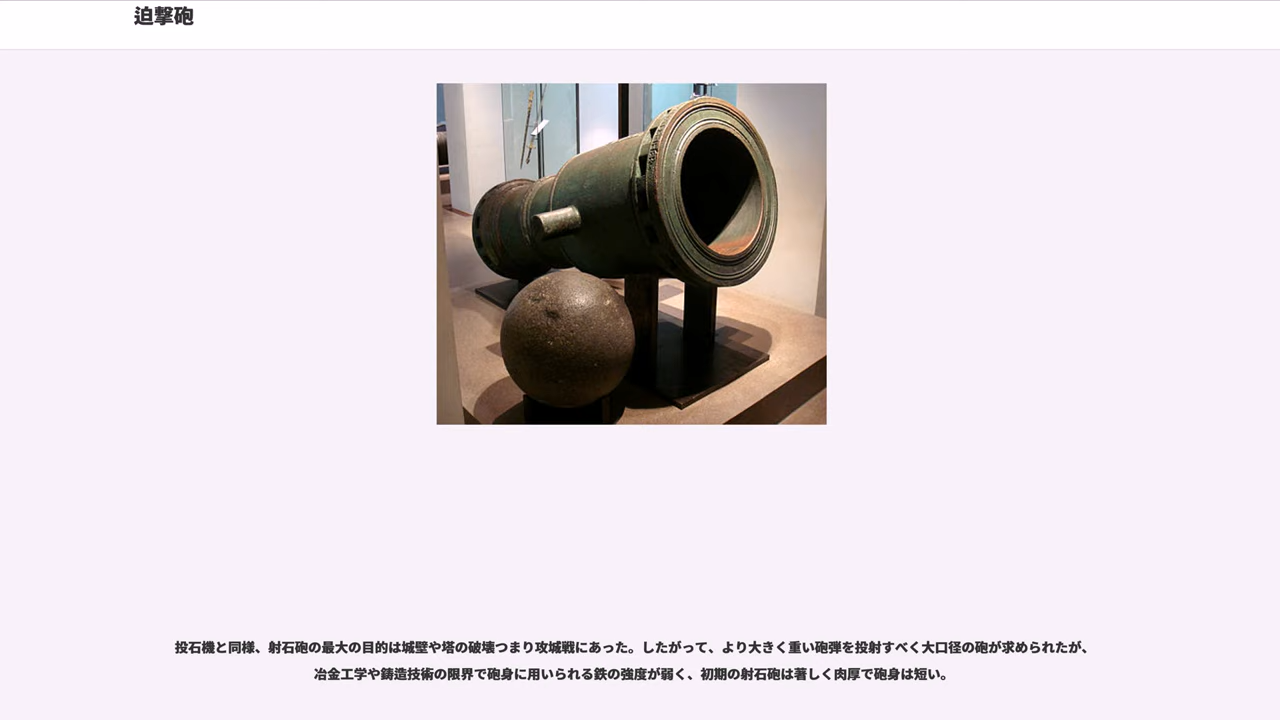 迫撃砲
投石機と同様、射石砲の最大の目的は城壁や塔の破壊つまり攻城戦にあった。したがって、より大きく重い砲弾を投射すべく大口径の砲が求められたが、
冶金工学や鋳造技術の限界で砲身に用いられる鉄の強度が弱く、初期の射石砲は著しく肉厚で砲身は短い。